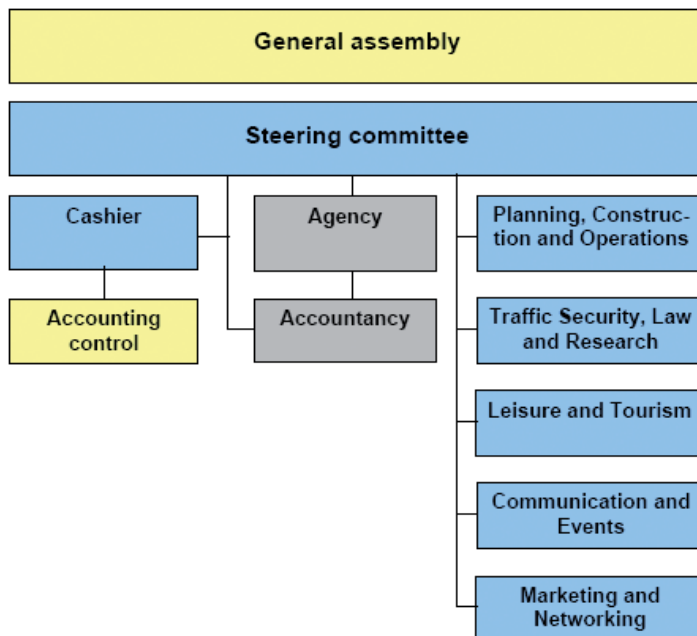 General assembly
Steering committee
Cashier
Agency
Planning, Construc-
tion and Operations
Accounting
control
Accountancy
Traffic Security, Law
and Research
Leisure and Tourism
Communication and
Events
Marketing and
Networking